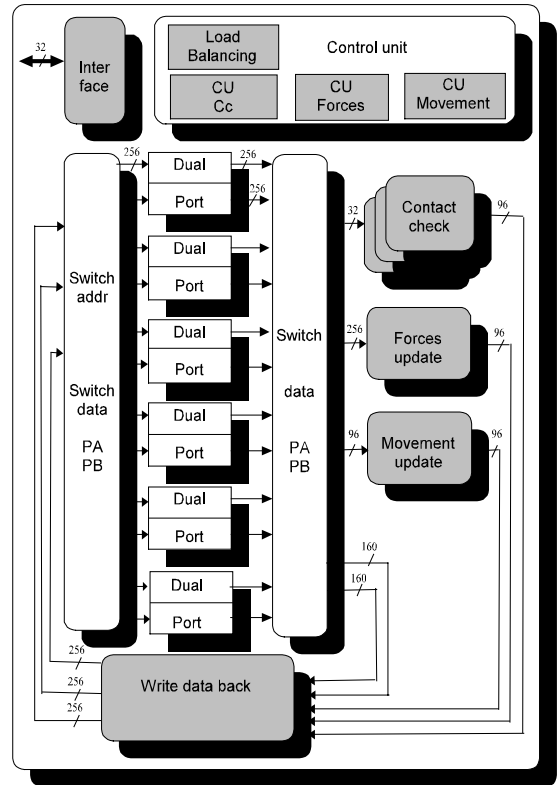 32
Inter
face
Load
Balancing
Control unit
CU
Cc
CU
Forces
CU
Movement
256
Dual
256
Port
256
Dual
Port
Dual
Port
Dual
Port
Dual
Port
Dual
Port
Switch
addr
Switch
data
PA
PB
Switch
data
PA
PB
32
Contact
check
96
256
Forces
update
96
96
Movement
update
96
160
160
256
256
256
Write data back